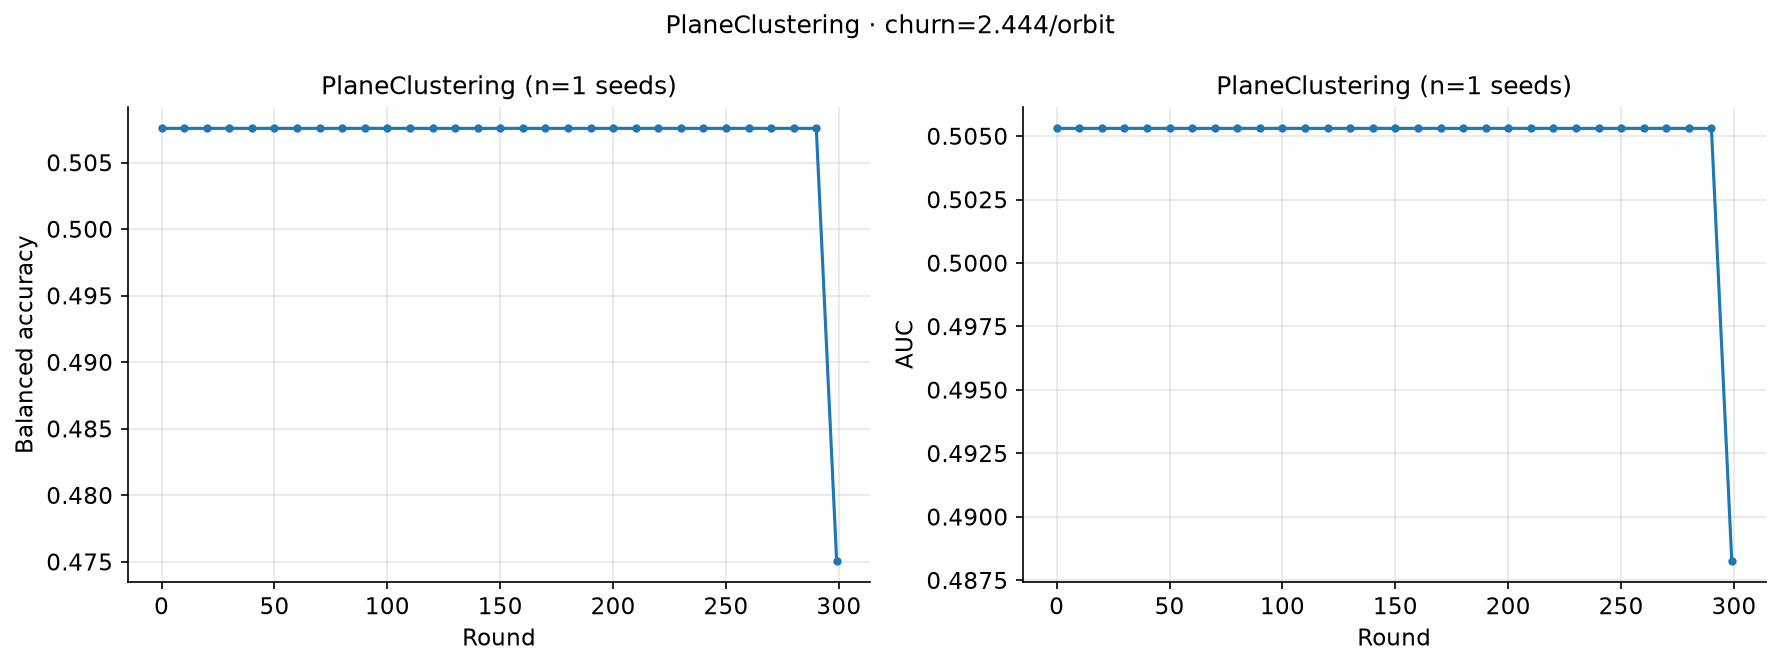 PlaneClustering · churn=2.444/orbit
PlaneClustering (n=1 seeds)
Balanced accuracy
0.505
0.500
0.495
0.490
0.485
0.480
0.475
0 50 100 150 200 250 300
Round
PlaneClustering (n=1 seeds)
AUC
0.5050
0.5025
0.5000
0.4975
0.4950
0.4925
0.4900
0.4875
0 50 100 150 200 250 300
Round